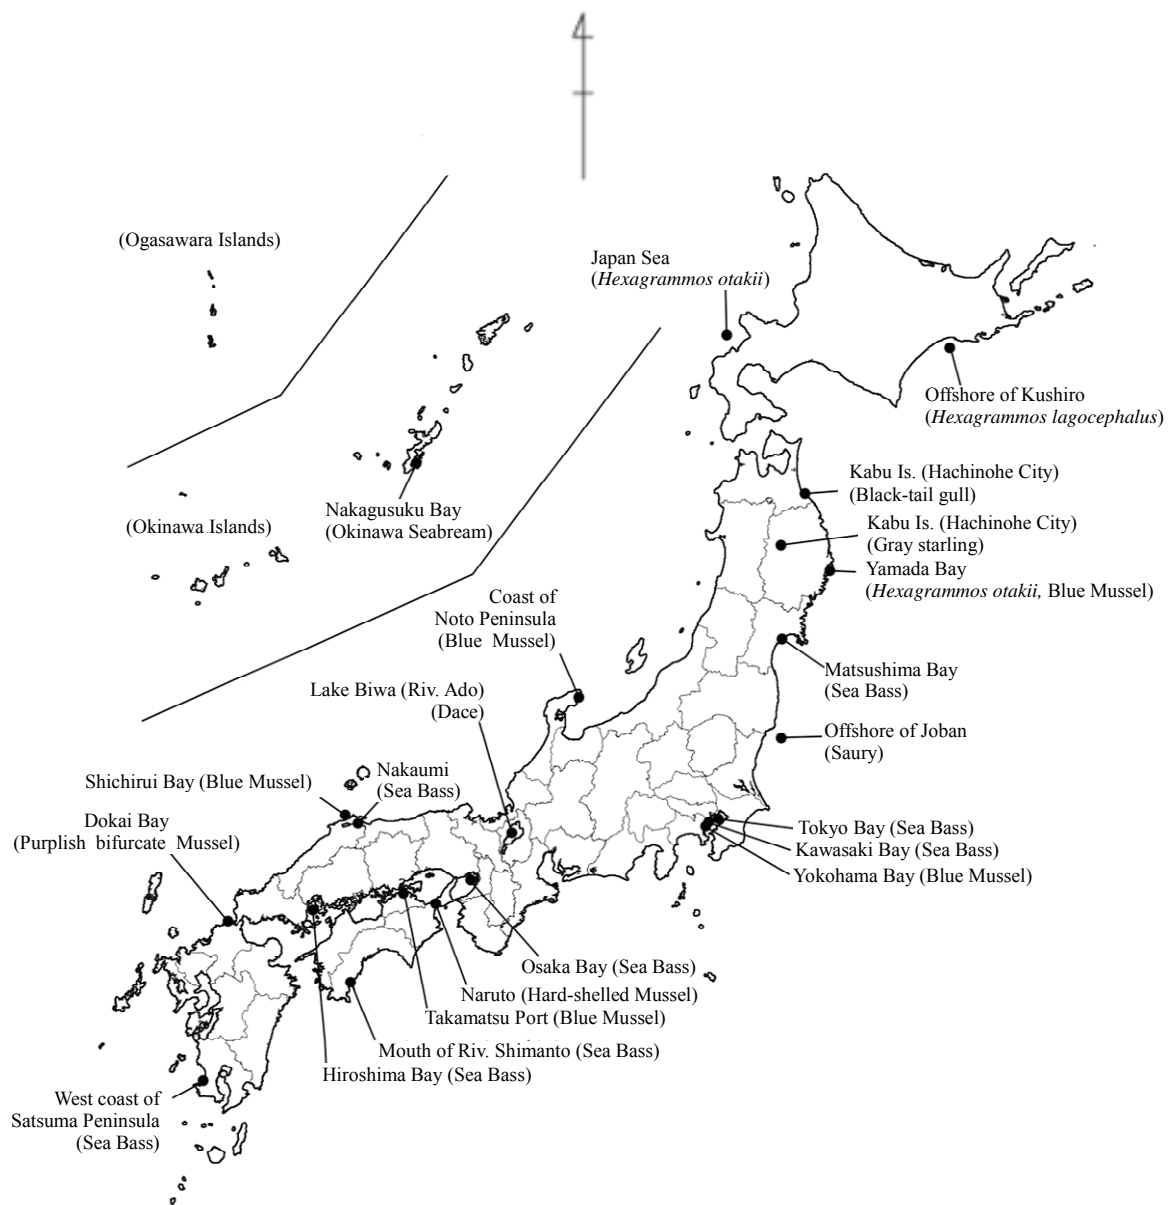 (Ogasawara Islands)
Japan Sea
(Hexagrammos otakii)
Offshore of Kushiro
(Hexagrammos lagocephalus)
Kabu Is. (Hachinohe City)
(Black-tail gull)
Nakagusuku Bay
(Okinawa Seabream)
(Okinawa Islands)
Kabu Is. (Hachinohe City)
(Gray starling)
Yamada Bay
(Hexagrammos otakii, Blue Mussel)
Coast of
Noto Peninsula
(Blue Mussel)
Matsushima Bay
(Sea Bass)
Lake Biwa (Riv. Ado)
(Dace)
Offshore of Joban
(Saury)
Shichirui Bay (Blue Mussel)
Nakaumi
(Sea Bass)
Dokai Bay
(Purplish bifurcate Mussel)
Tokyo Bay (Sea Bass)
Kawasaki Bay (Sea Bass)
Yokohama Bay (Blue Mussel)
Osaka Bay (Sea Bass)
Naruto (Hard-shelled Mussel)
Takamatsu Port (Blue Mussel)
Mouth of Riv. Shimanto (Sea Bass)
Hiroshima Bay (Sea Bass)
West coast of
Satsuma Peninsula
(Sea Bass)